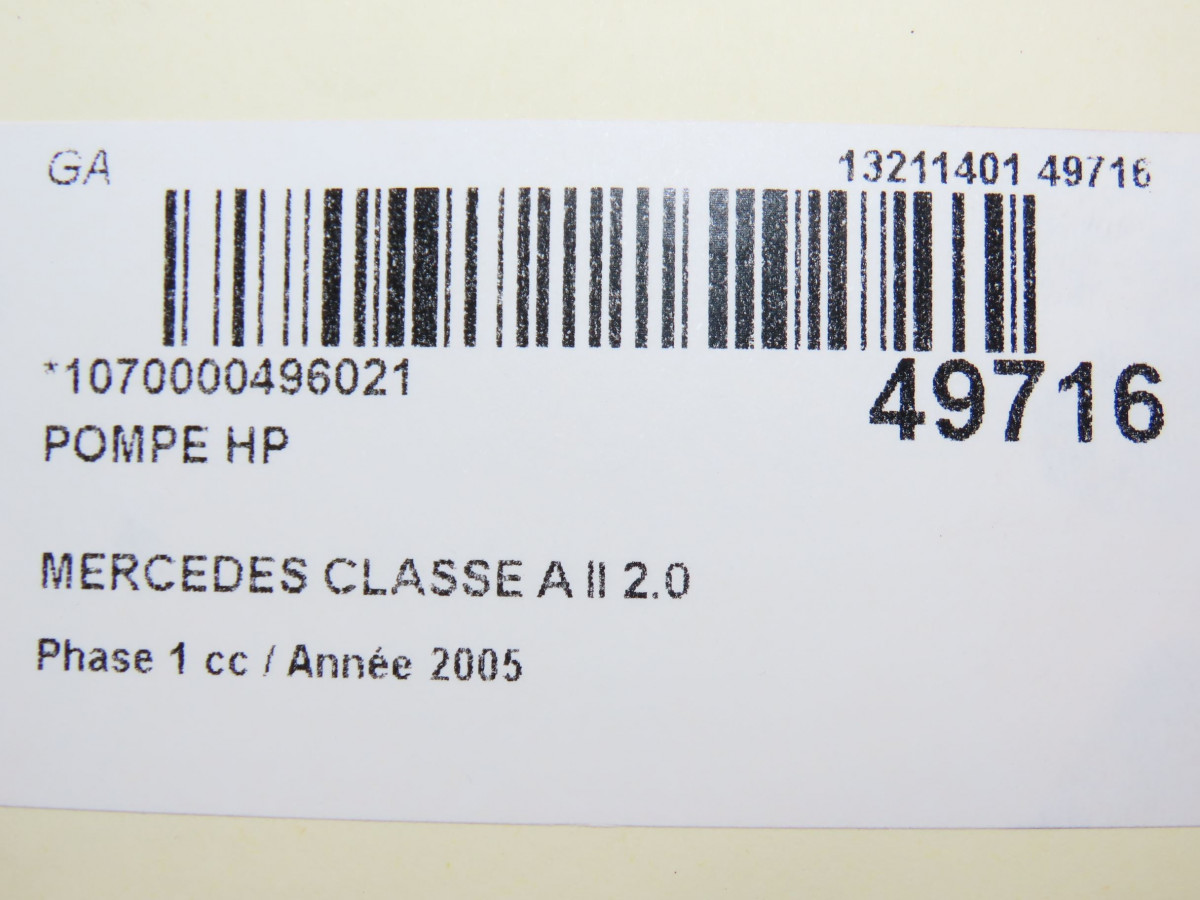 GA
13211401 49716
*1070000496021
49716
POMPE HP
MERCEDES CLASSE A II 2.0
Phase 1 cc / Année 2005